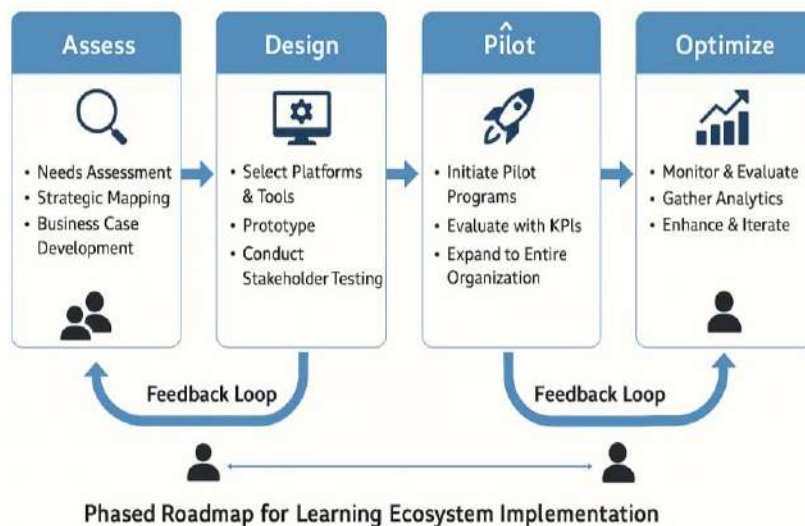 Assess
Design
Pîlot
Optimize
• Needs Assessment
• Strategic Mapping
• Business Case
Development
• Select Platforms
& Tools
• Prototype
• Conduct
Stakeholder Testing
• Initiate Pilot
Programs
• Evaluate with KPIs
• Expand to Entire
Organization
• Monitor & Evaluate
• Gather Analytics
• Enhance & Iterate
Feedback Loop
Feedback Loop
Phased Roadmap for Learning Ecosystem Implementation